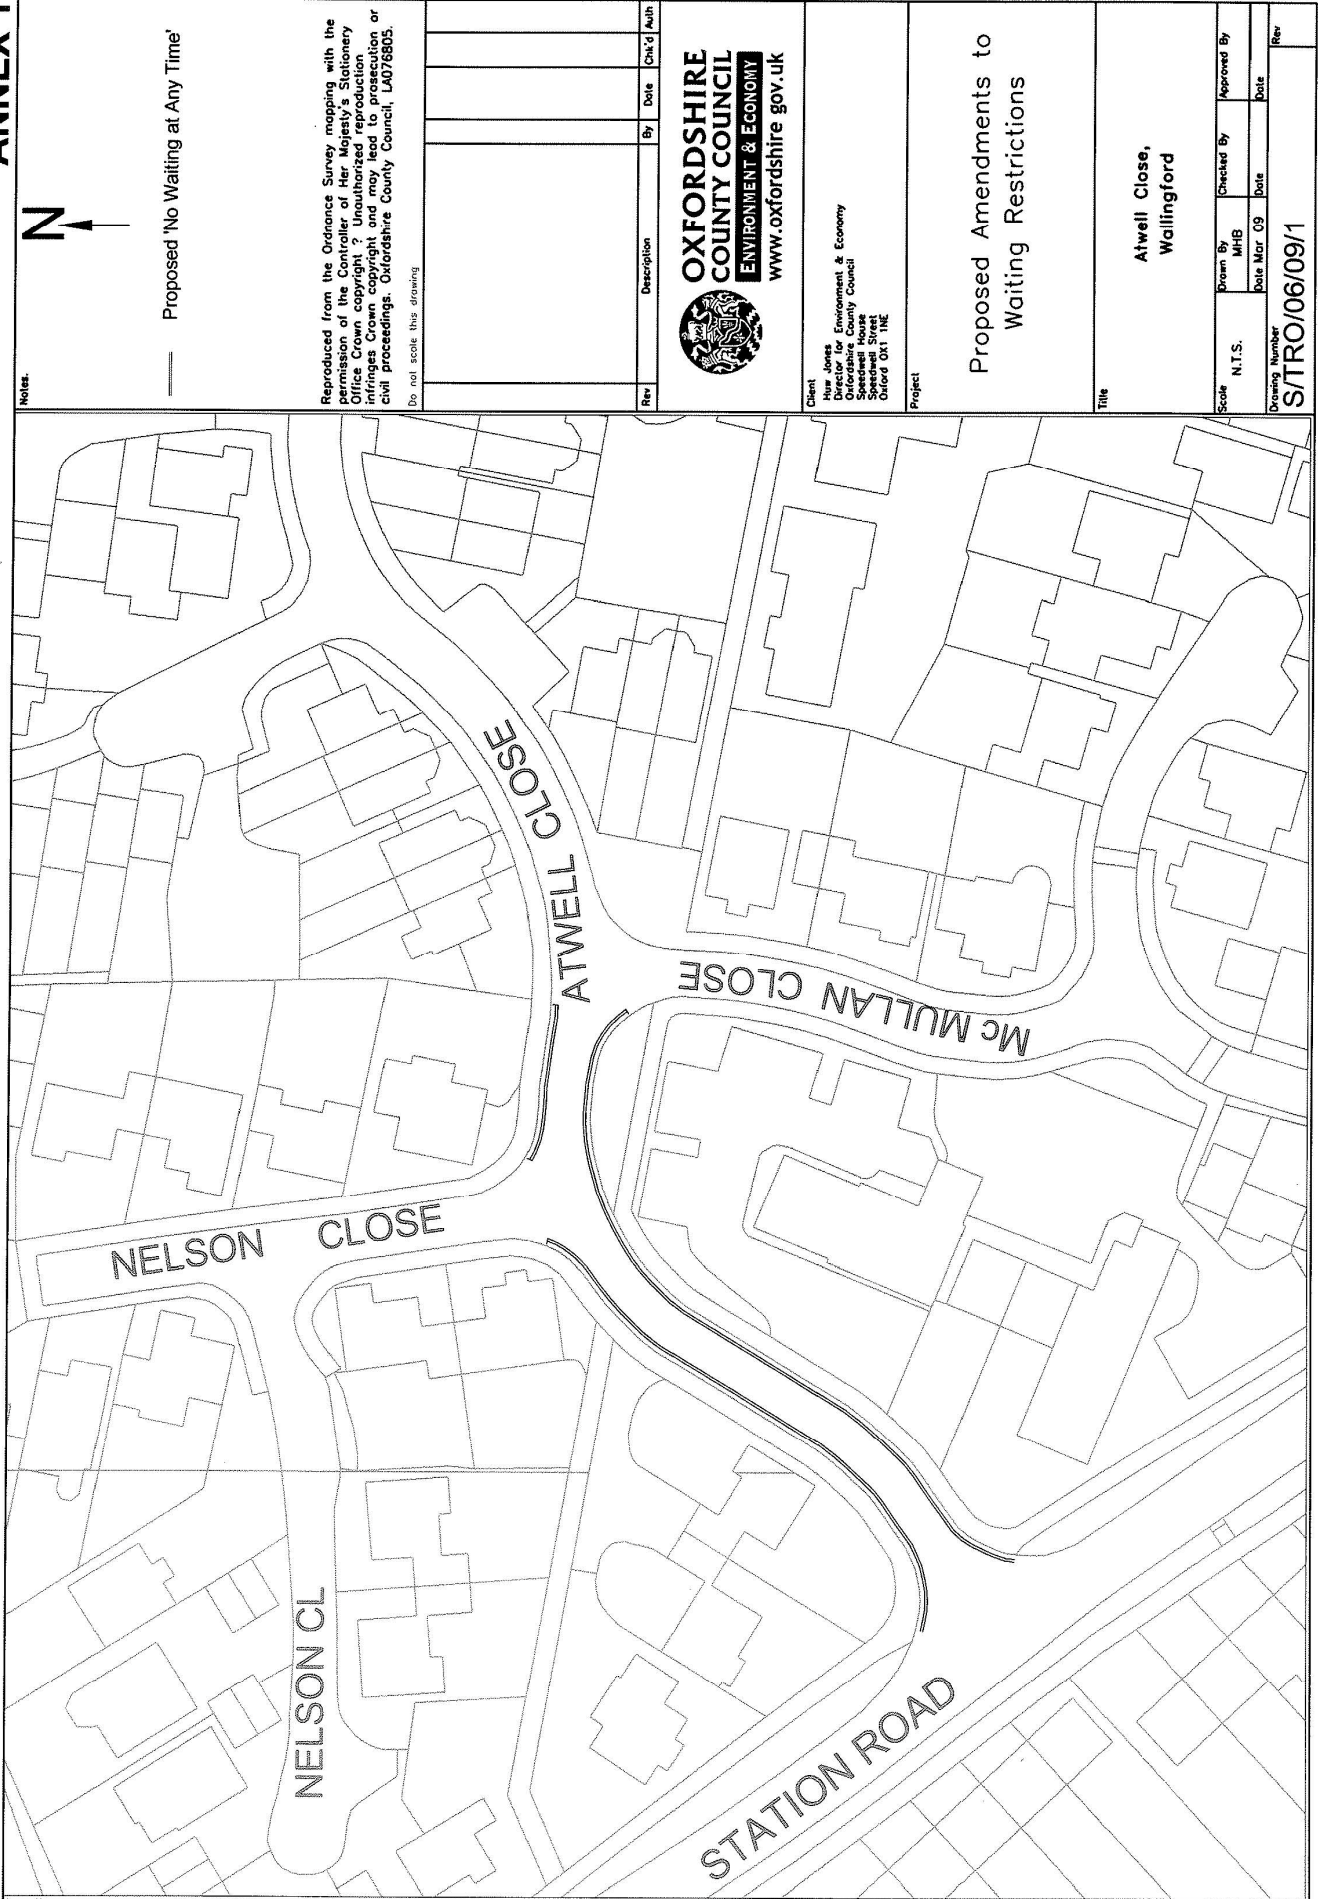 Notes.
N
Proposed 'No Waiting at Any Time'
Reproduced from the Ordnance Survey mapping with the
permission of the Controller of Her Majesty's Stationery
Office Crown copyright ? Unauthorized reproduction
infringes Crown copyright and may lead to prosecution or
civil proceedings. Oxfordshire County Council, LA076805.
Do not scale this drawing
Rev Description By Date Chk'd Auth
OXFORDSHIRE
COUNTY COUNCIL
ENVIRONMENT & ECONOMY
www.oxfordshire gov.uk
Client
Huw Jones
Director for Environment & Economy
Oxfordshire County Council
Speedwell House
Speedwell Street
Oxford OX1 1NE
Project
Proposed Amendments to
Waiting Restrictions
Title
Atwell Close,
Wallingford
Scale
N.T.S.
Drawn By
MHB
Checked By
Approved By
Date Mar 09
Date
Date
Drawing Number
S/TRO/06/09/1
Rev
NELSON CLOSE
ATWELL CLOSE
Mc MULLAN CLOSE
NELSON CL
STATION ROAD